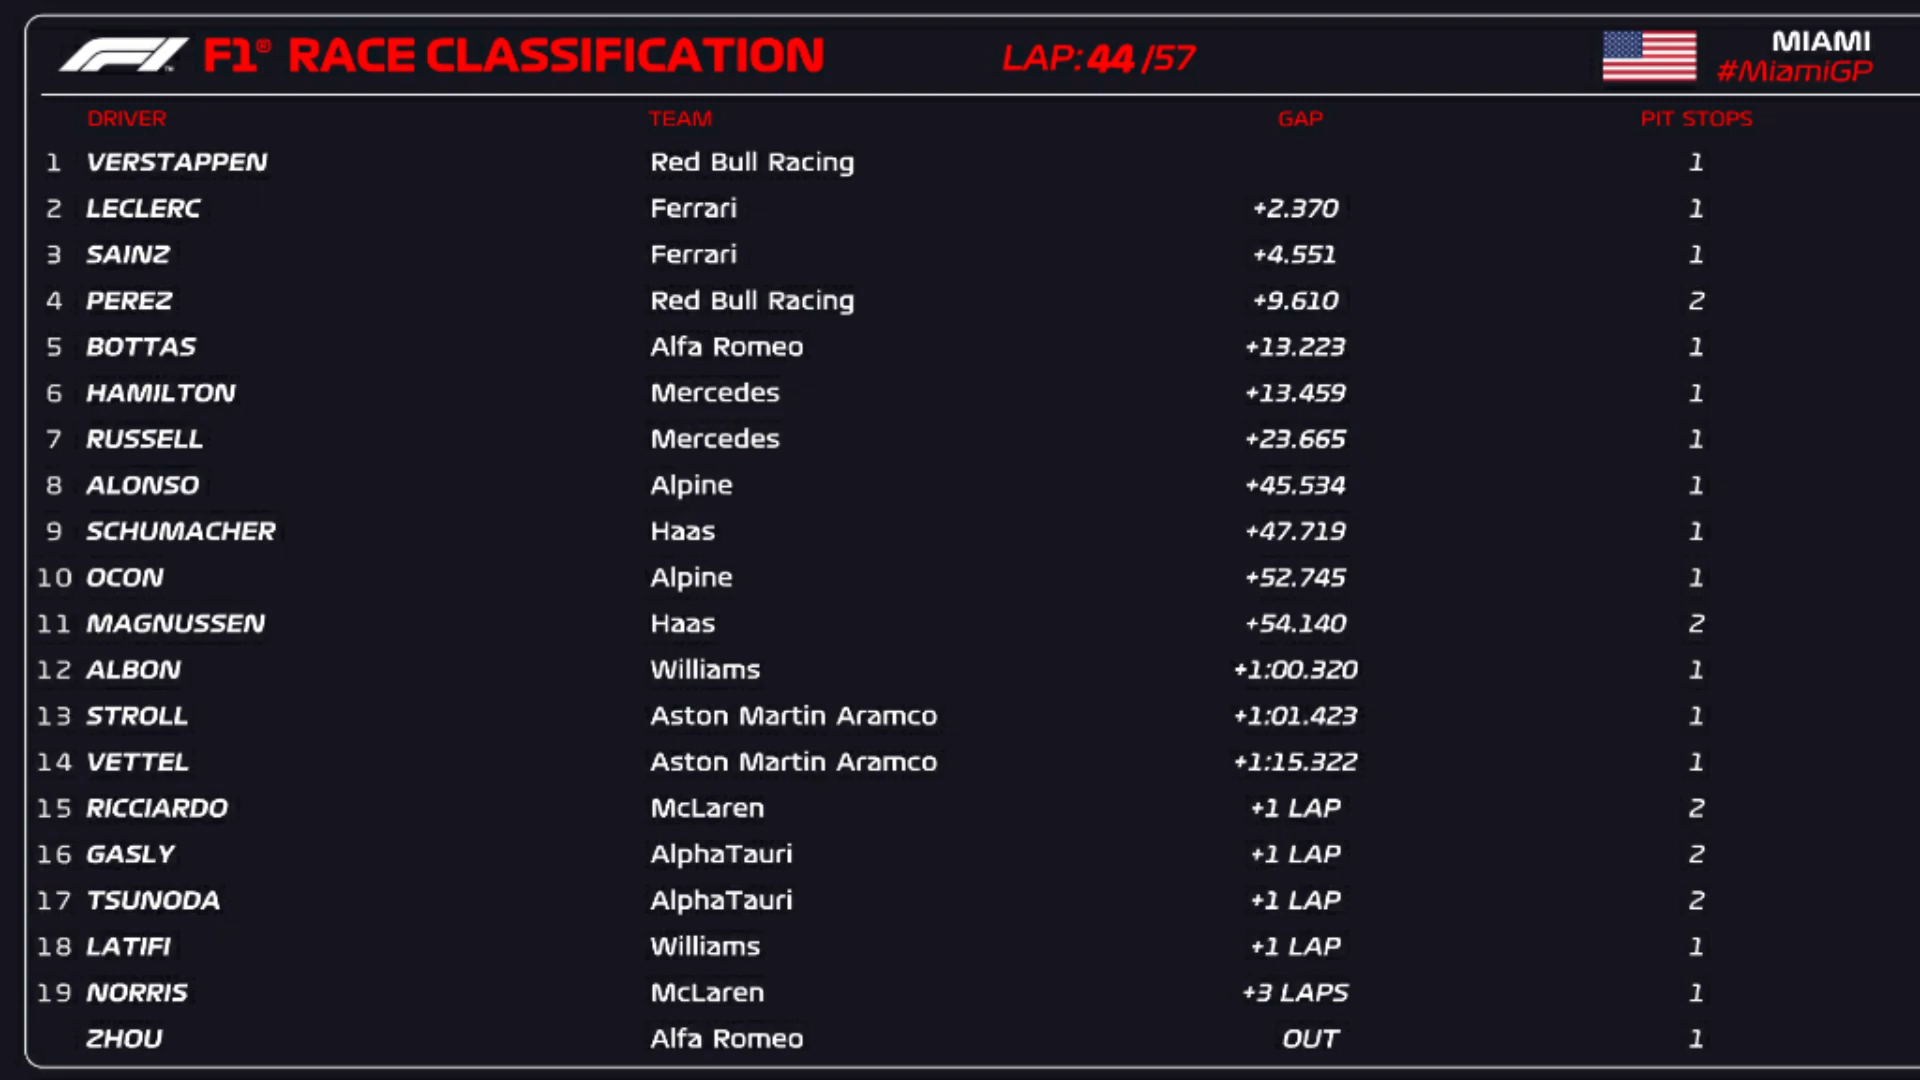 F1® RACE CLASSIFICATION LAP: 44 /57 MIAMI
#MiamiGP
DRIVER TEAM GAP PIT STOPS
1 VERSTAPPEN Red Bull Racing 1
2 LECLERC Ferrari +2.370 1
3 SAINZ Ferrari +4.551 1
4 PEREZ Red Bull Racing +9.610 2
5 BOTTAS Alfa Romeo +13.223 1
6 HAMILTON Mercedes +13.459 1
7 RUSSELL Mercedes +23.665 1
8 ALONSO Alpine +45.534 1
9 SCHUMACHER Haas +47.719 1
10 OCON Alpine +52.745 1
11 MAGNUSSEN Haas +54.140 2
12 ALBON Williams +1:00.320 1
13 STROLL Aston Martin Aramco +1:01.423 1
14 VETTEL Aston Martin Aramco +1:15.322 1
15 RICCIARDO McLaren +1 LAP 2
16 GASLY AlphaTauri +1 LAP 2
17 TSUNODA AlphaTauri +1 LAP 2
18 LATIFI Williams +1 LAP 1
19 NORRIS McLaren +3 LAPS 1
ZHOU Alfa Romeo OUT 1